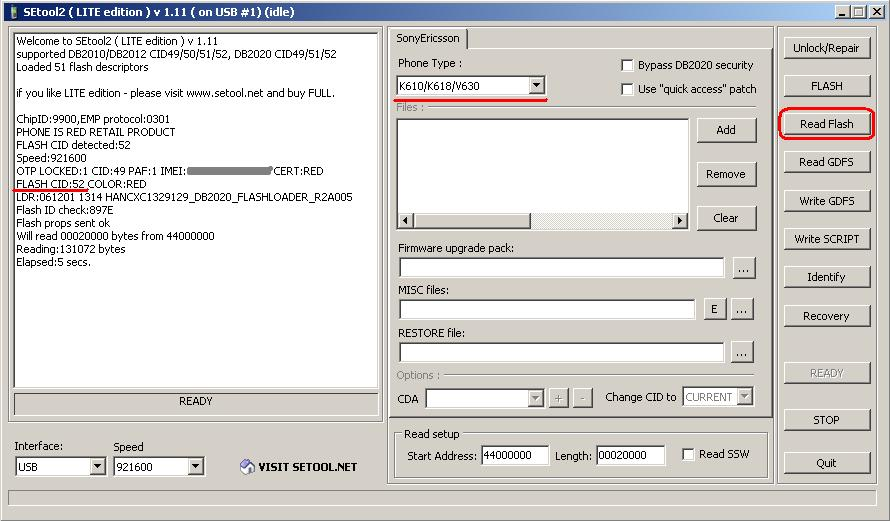 SEtool2 ( LITE edition ) v 1.11 ( on USB #1) (idle)
Welcome to SEtool2 ( LITE edition ) v 1.11
supported DB2010/DB2012 CID49/50/51/52, DB2020 CID49/51/52
Loaded 51 flash descriptors
if you like LITE edition - please visit www.setool.net and buy FULL.
ChipID:9900,EMP protocol:0301
PHONE IS RED RETAIL PRODUCT
FLASH CID detected:52
Speed:921600
OTP LOCKED:1 CID:49 PAF:1 IMEI: CERT:RED
FLASH CID:52 COLOR:RED
LDR:061201 1314 HANCXC1329129_DB2020_FLASHLOADER_R2A005
Flash ID check:897E
Flash props sent ok
Will read 00020000 bytes from 44000000
Reading:131072 bytes
Elapsed:5 secs.
READY
Interface:
Speed
USB
921600
VISIT SETOOL.NET
SonyEricsson
Phone Type :
K610/K618/V630
Bypass DB2020 security
Use "quick access" patch
Files :
Add
Remove
Clear
Firmware upgrade pack:
...
MISC files:
E
...
RESTORE file:
...
Options :
CDA
+
-
Change CID to
CURRENT
Read setup
Start Address:
44000000
Length:
00020000
Read SSW
Unlock/Repair
FLASH
Read Flash
Read GDFS
Write GDFS
Write SCRIPT
Identify
Recovery
READY
STOP
Quit